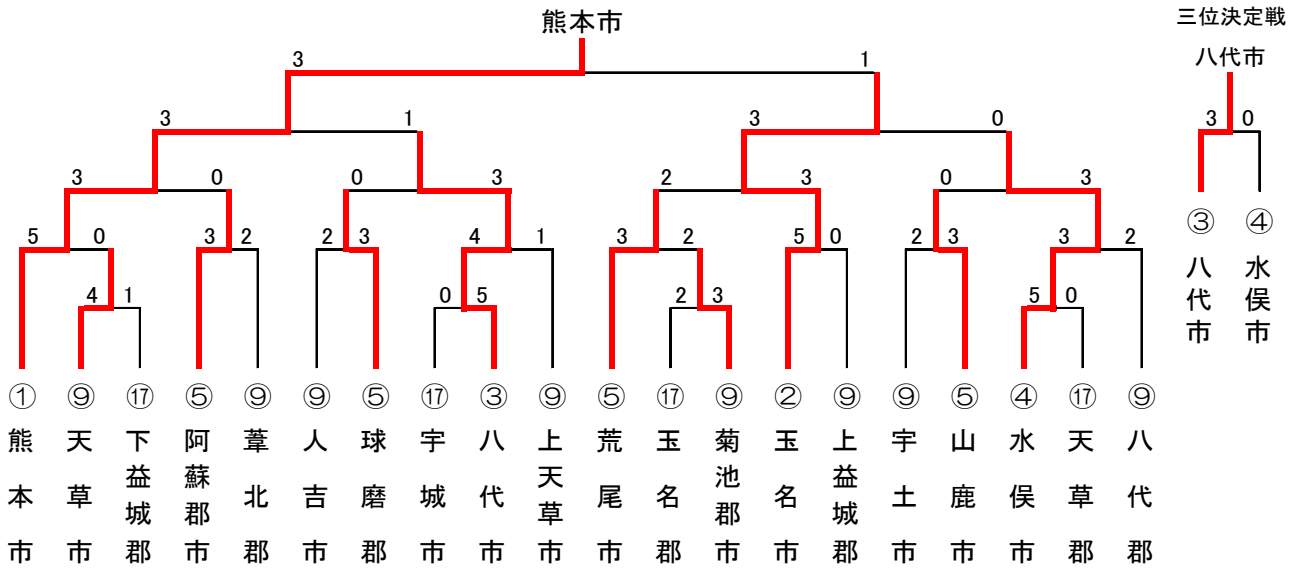 熊本市
三位決定戦
八代市
3 1
3 0
3 1 3 0
3 0 0 3 2 3 0 3
5 0 3 2 2 3 4 1 3 2 5 0 2 3 3 2
4 1 0 5 2 3 5 0
③ ④
八代市
水俣市
① ⑨ ⑰ ⑤ ⑨ ⑨ ⑤ ⑰ ③ ⑨ ⑤ ⑰ ⑨ ② ⑨ ⑨ ⑤ ④ ⑰ ⑨
熊本市
天草市
下益城郡
阿蘇郡市
葦北郡
人吉市
球磨郡
宇城市
八代市
上天草市
荒尾市
玉名郡
菊池郡市
玉名市
上益城郡
宇土市
山鹿市
水俣市
天草郡
八代郡